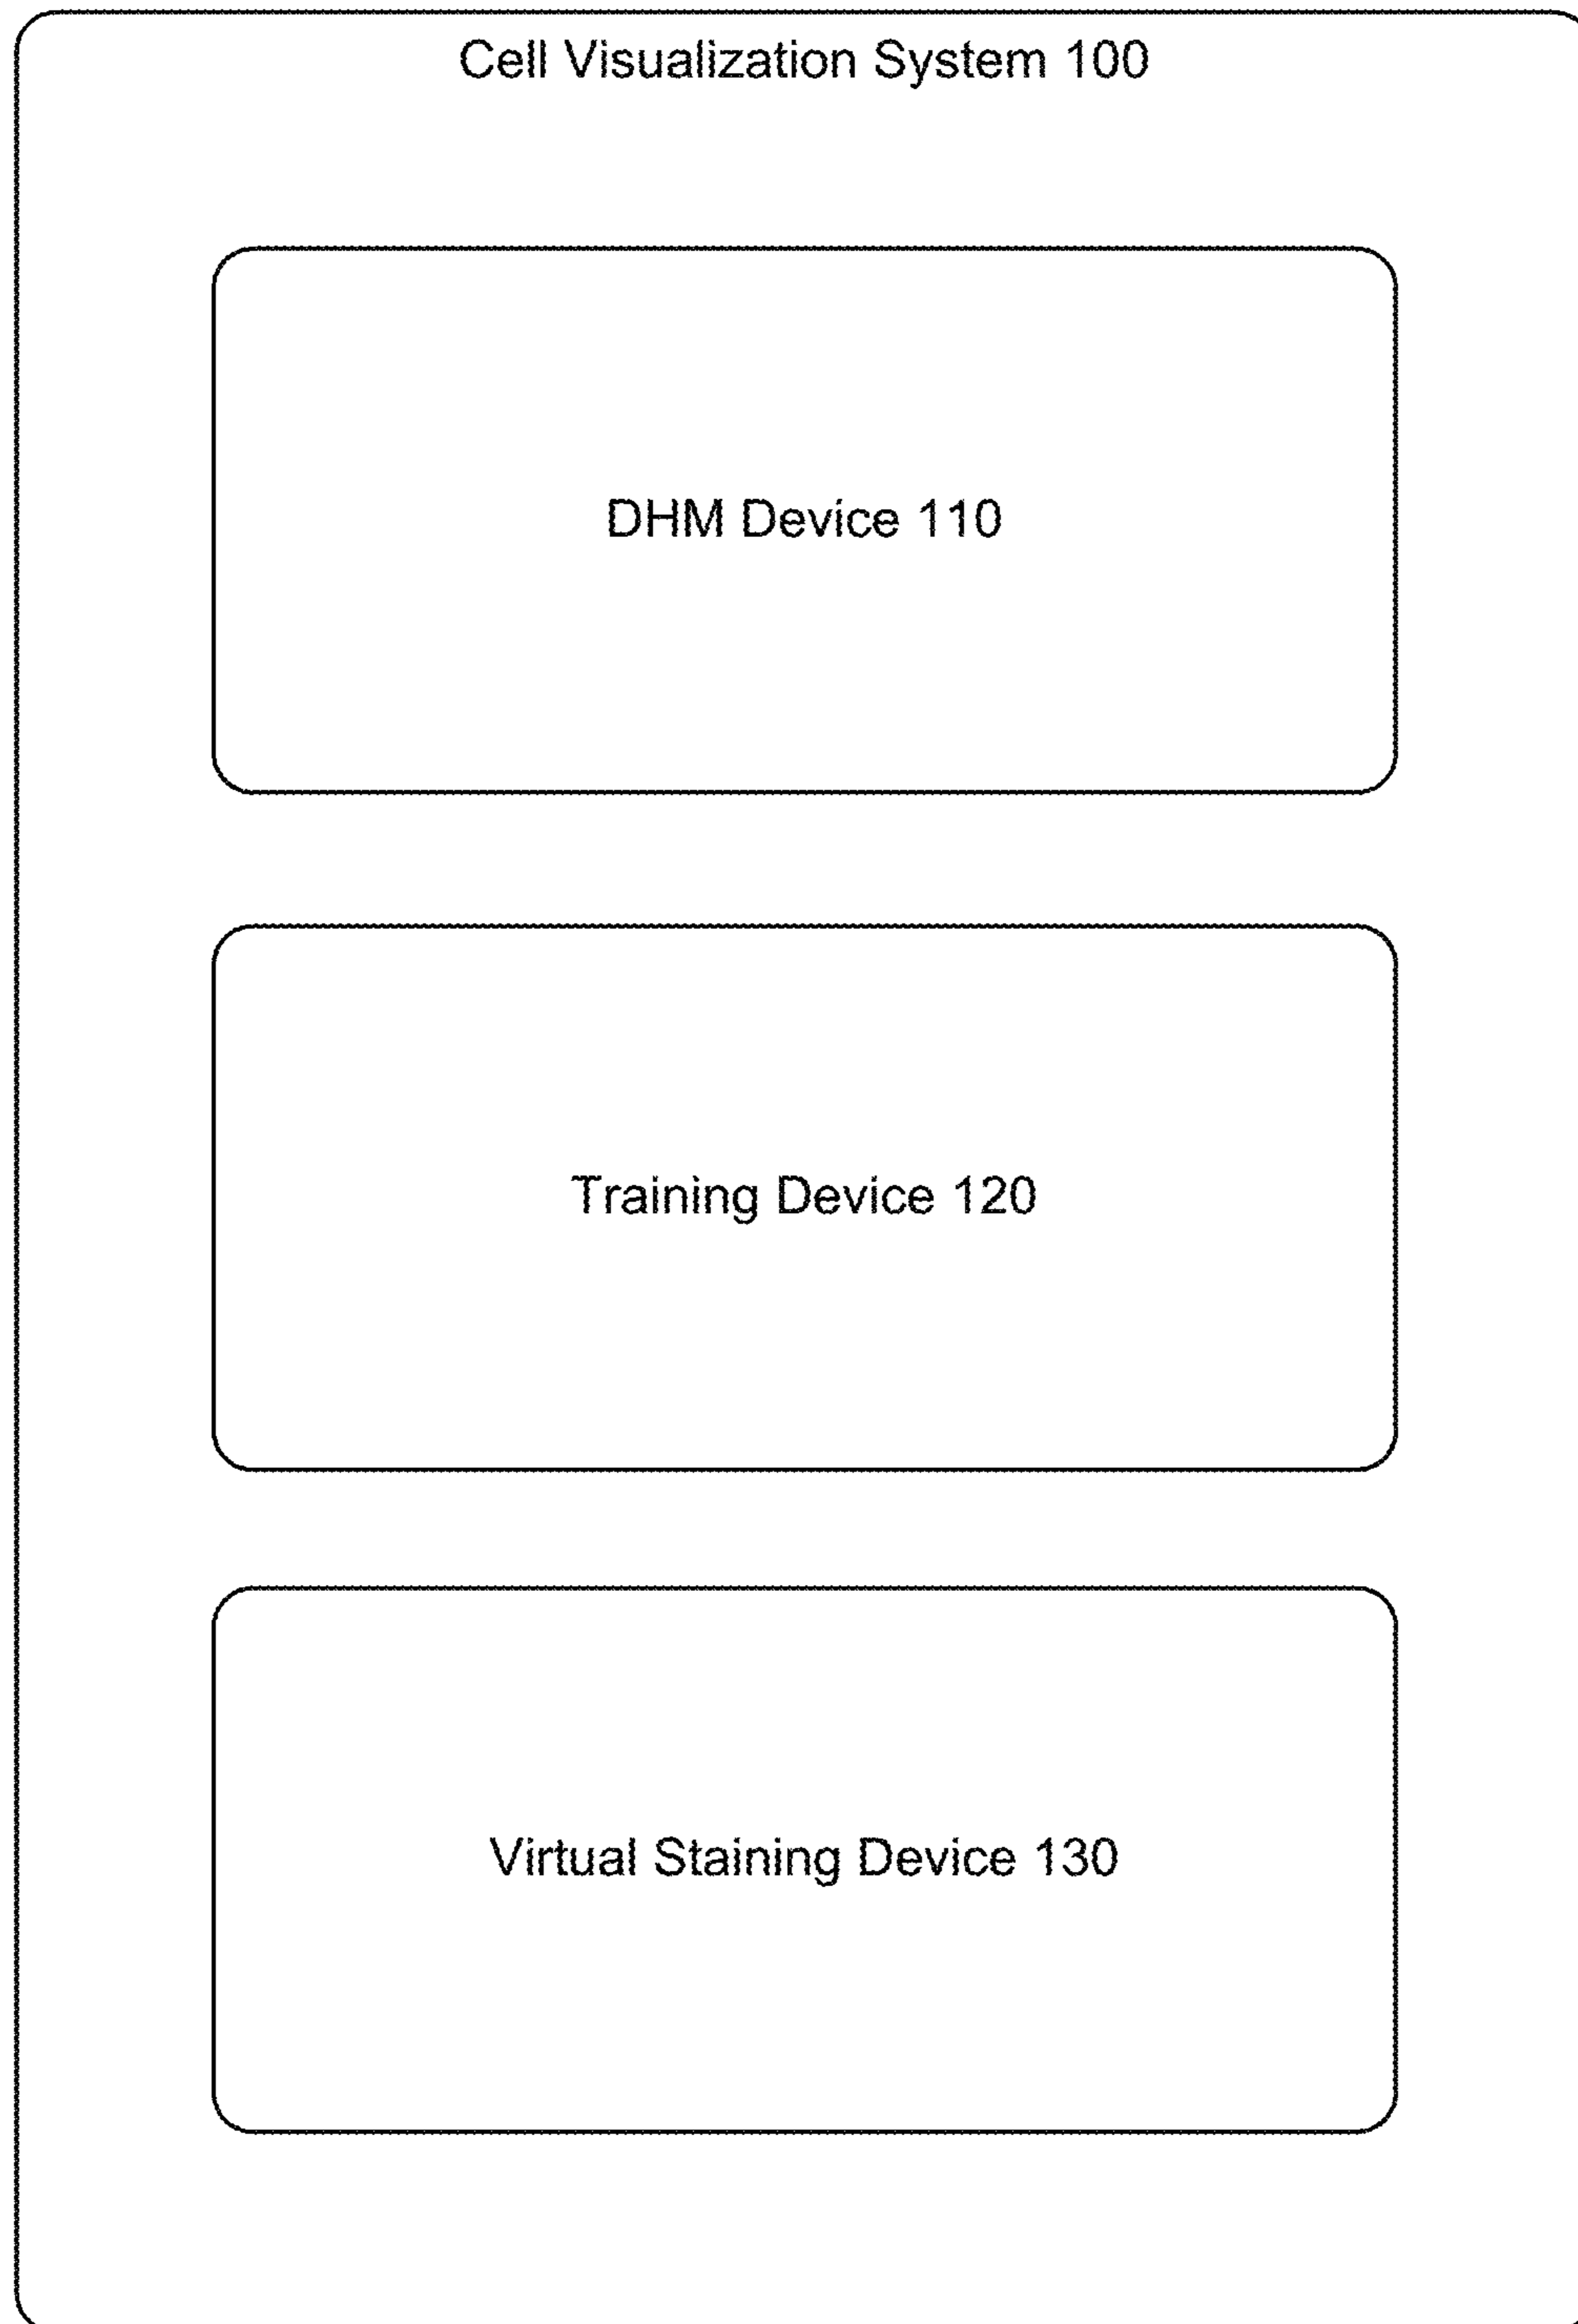 Cell Visualization System 100
DHM Device 110
Training Device 120
Virtual Staining Device 130